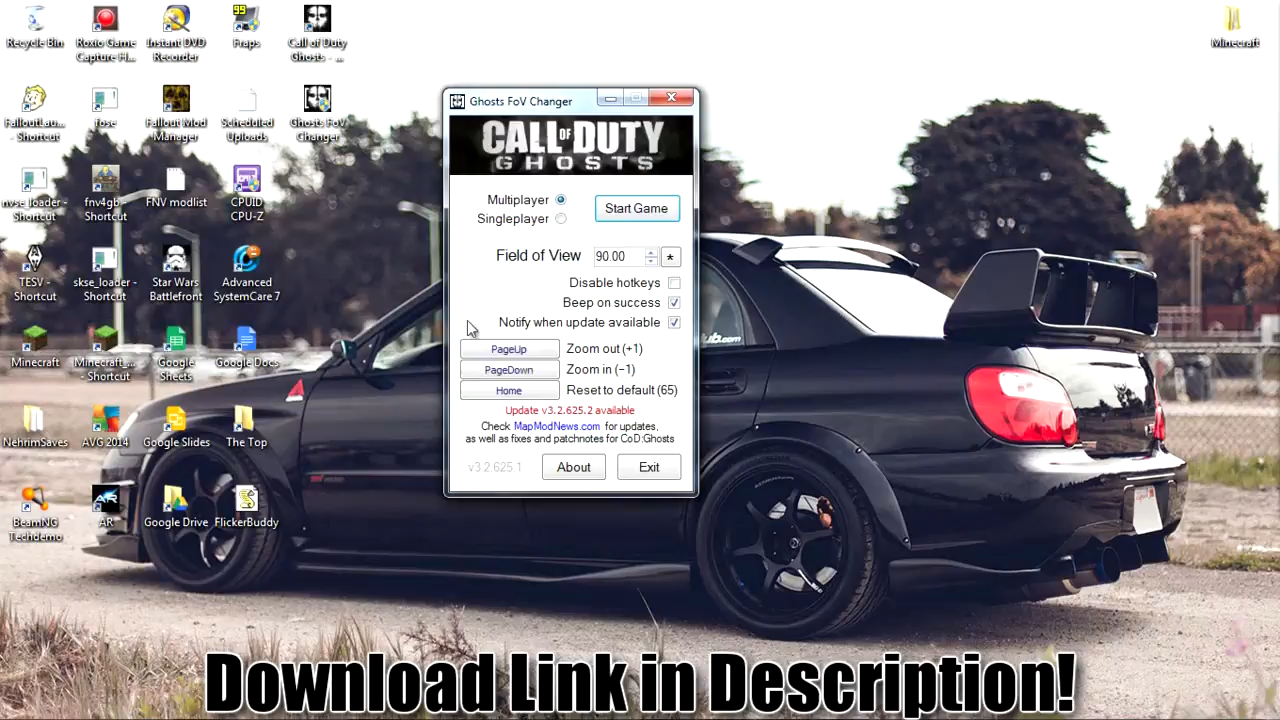 Recycle Bin
Roxio Game
Capture H...
Instant DVD
Recorder
99
Fraps
Call of Duty
Ghosts - ...
Minecraft
FalloutLau...
- Shortcut
fose
Fallout Mod
Manager
Scheduled
Uploads
Ghosts FoV
Changer
nvse_loader -
Shortcut
fnv4gb -
Shortcut
FNV modlist
CPUID
CPU-Z
TESV -
Shortcut
skse_loader -
Shortcut
Star Wars
Battlefront
Advanced
SystemCare 7
Minecraft
Minecraft_...
- Shortcut
Google
Sheets
Google Docs
NehrimSaves
AVG 2014
Google Slides
The Top
BeamNG
Techdemo
AR
AR
Google Drive
FlickerBuddy
Ghosts FoV Changer
CALL OF DUTY
GHOSTS
Multiplayer
Singleplayer
Start Game
Field of View 90.00 *
Disable hotkeys
Beep on success
Notify when update available
PageUp Zoom out (+1)
PageDown Zoom in (−1)
Home Reset to default (65)
Update v3.2.625.2 available
Check MapModNews.com for updates,
as well as fixes and patchnotes for CoD:Ghosts
v3.2.625.1 About Exit
Download Link in Description!